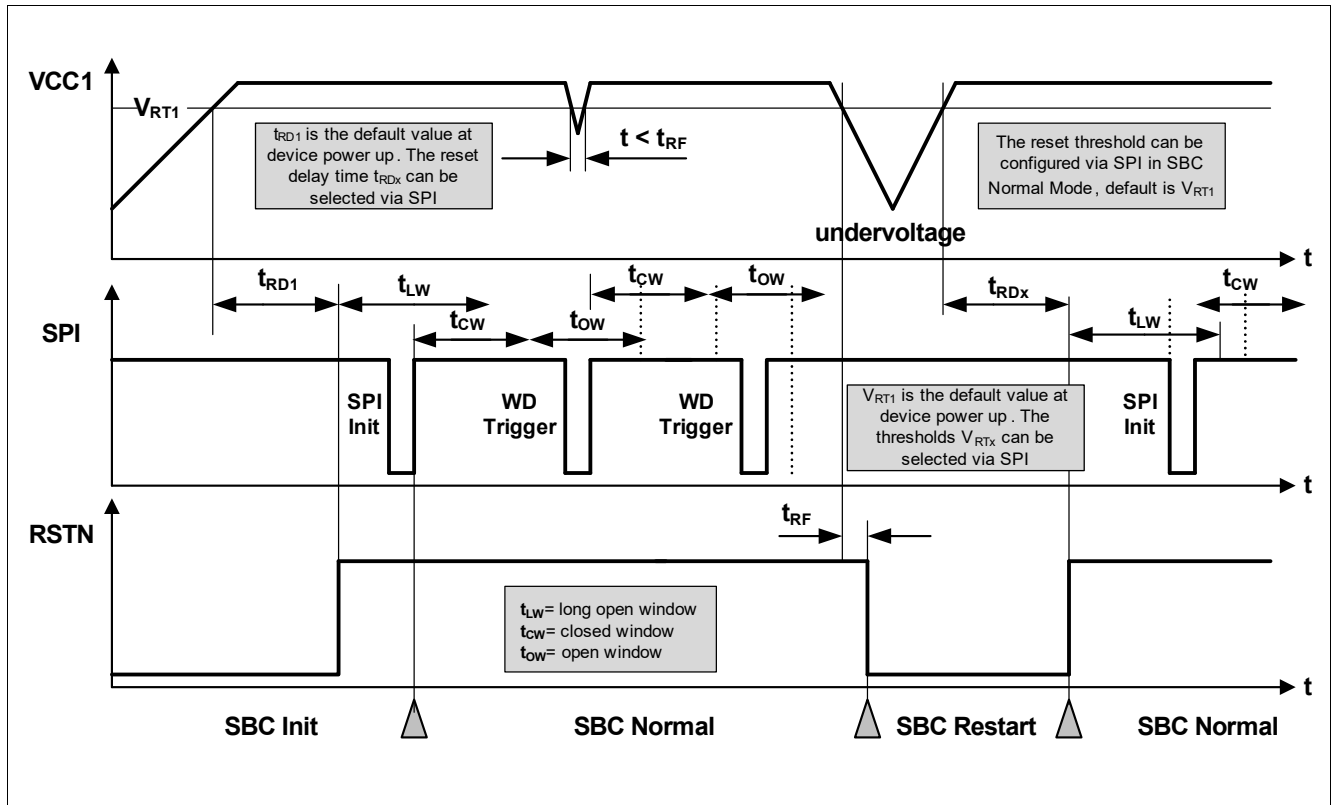 VCC1
VRT1
tRD1 is the default value at
device power up . The reset
delay time tRDx can be
selected via SPI
t < tRF
The reset threshold can be
configured via SPI in SBC
Normal Mode , default is VRT1
undervoltage
t
tRD1
tLW
tCW
tOW
tCW
tOW
tRDx
tLW
tCW
SPI
SPI
Init
WD
Trigger
WD
Trigger
VRT1 is the default value at
device power up . The
thresholds VRTx can be
selected via SPI
SPI
Init
t
RSTN
tRF
tLW= long open window
tCW= closed window
tOW= open window
t
SBC Init
SBC Normal
SBC Restart
SBC Normal